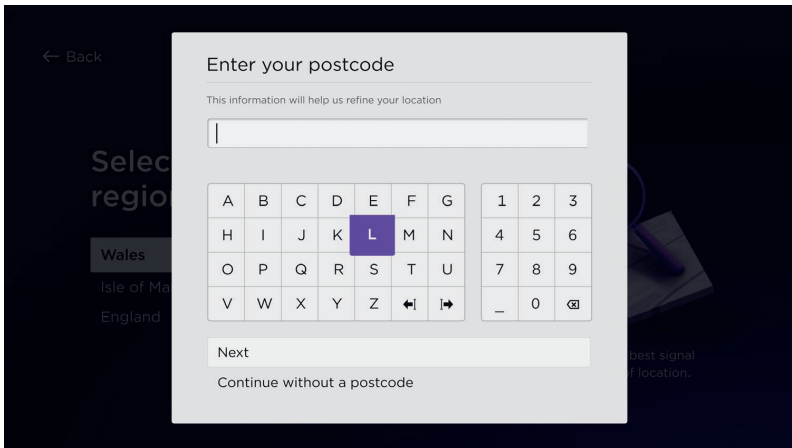 ← Back
Enter your postcode
This information will help us refine your location
Selec
regio
Wales
Isle of Ma
England
A B C D E F G 1 2 3
H I J K L M N 4 5 6
O P Q R S T U 7 8 9
V W X Y Z _ 0
Next
Continue without a postcode
best signal
f location.